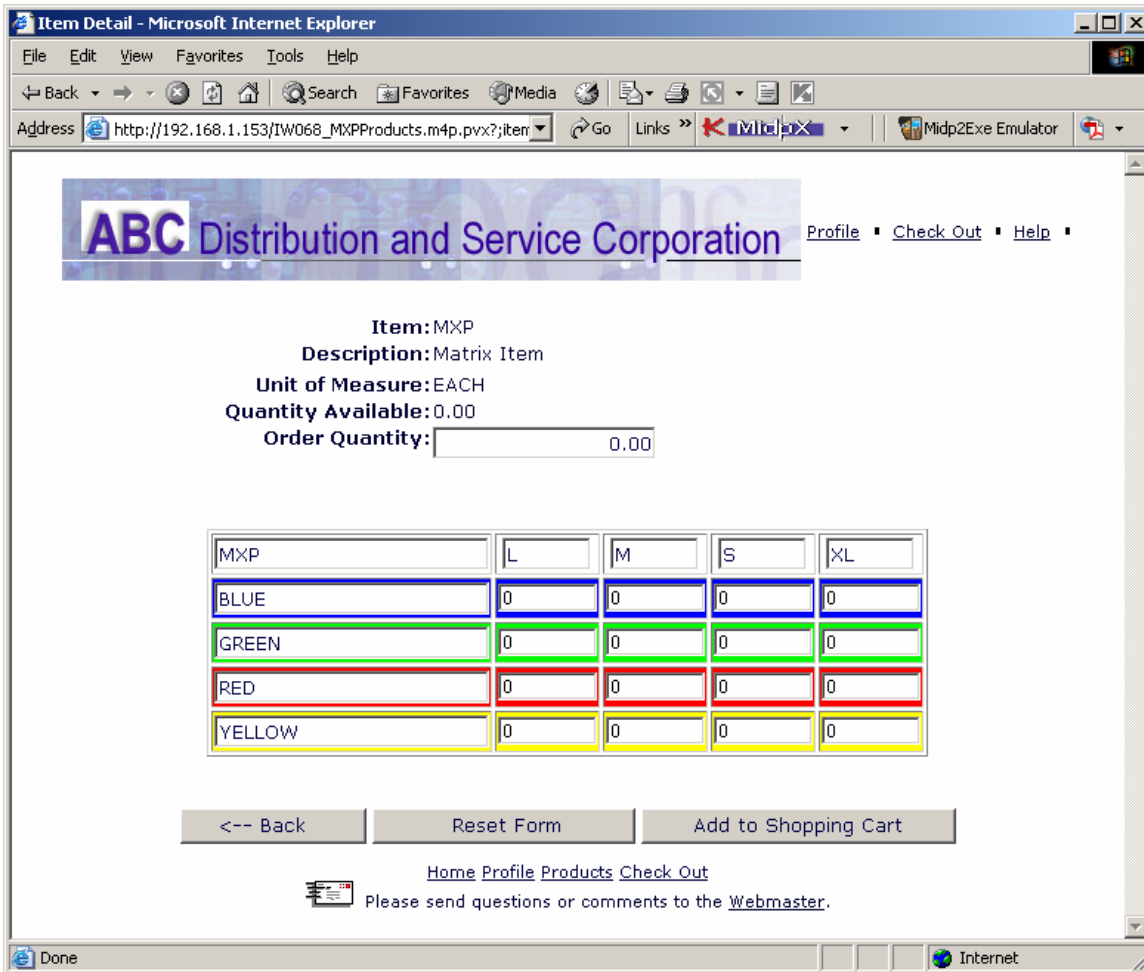 Item Detail - Microsoft Internet Explorer
File Edit View Favorites Tools Help
Back Search Favorites Media
Address http://192.168.1.153/IW068_MXPProducts.m4p.pvx?;item Go Links » MidpX Midp2Exe Emulator
ABC Distribution and Service Corporation Profile Check Out Help
Item: MXP
Description: Matrix Item
Unit of Measure: EACH
Quantity Available: 0.00
Order Quantity: 0.00
MXP L M S XL
BLUE 0 0 0 0
GREEN 0 0 0 0
RED 0 0 0 0
YELLOW 0 0 0 0
<-- Back Reset Form Add to Shopping Cart
Home Profile Products Check Out
Please send questions or comments to the Webmaster.
Done Internet